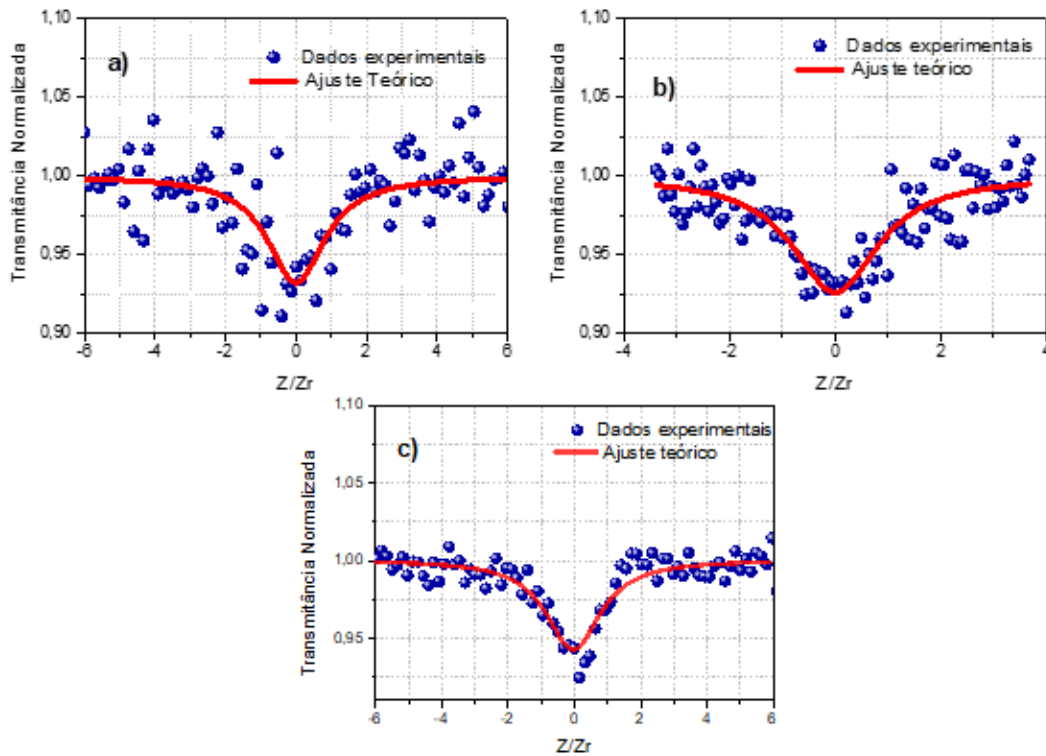 1,10
1,05
1,00
0,95
0,90
Transmitância Normalizada
a)
Dados experimentais
Ajuste Teórico
-6 -4 -2 0 2 4 6
Z/Zr
1,10
1,05
1,00
0,95
0,90
Transmitância Normalizada
b)
Dados experimentais
Ajuste teórico
-4 -2 0 2 4
Z/Zr
1,10
1,05
1,00
0,95
Transmitância Normalizada
c)
Dados experimentais
Ajuste teórico
-6 -4 -2 0 2 4 6
Z/Zr